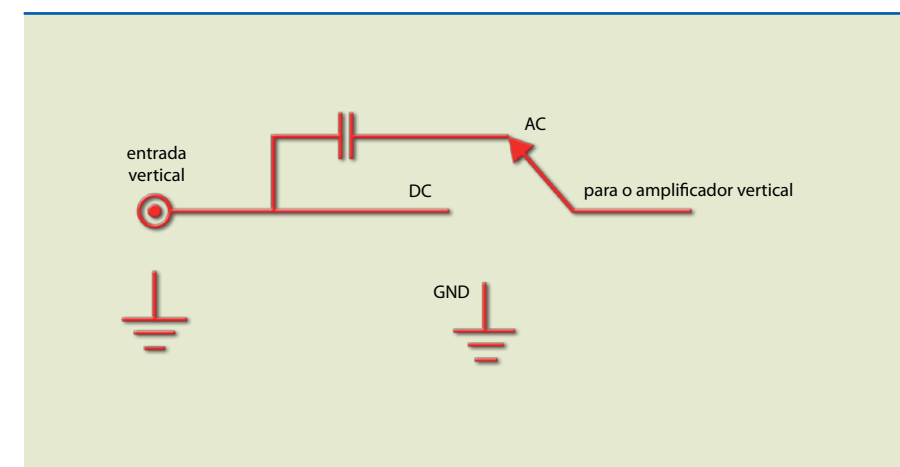 AC
entrada
vertical
DC
para o amplificador vertical
GND